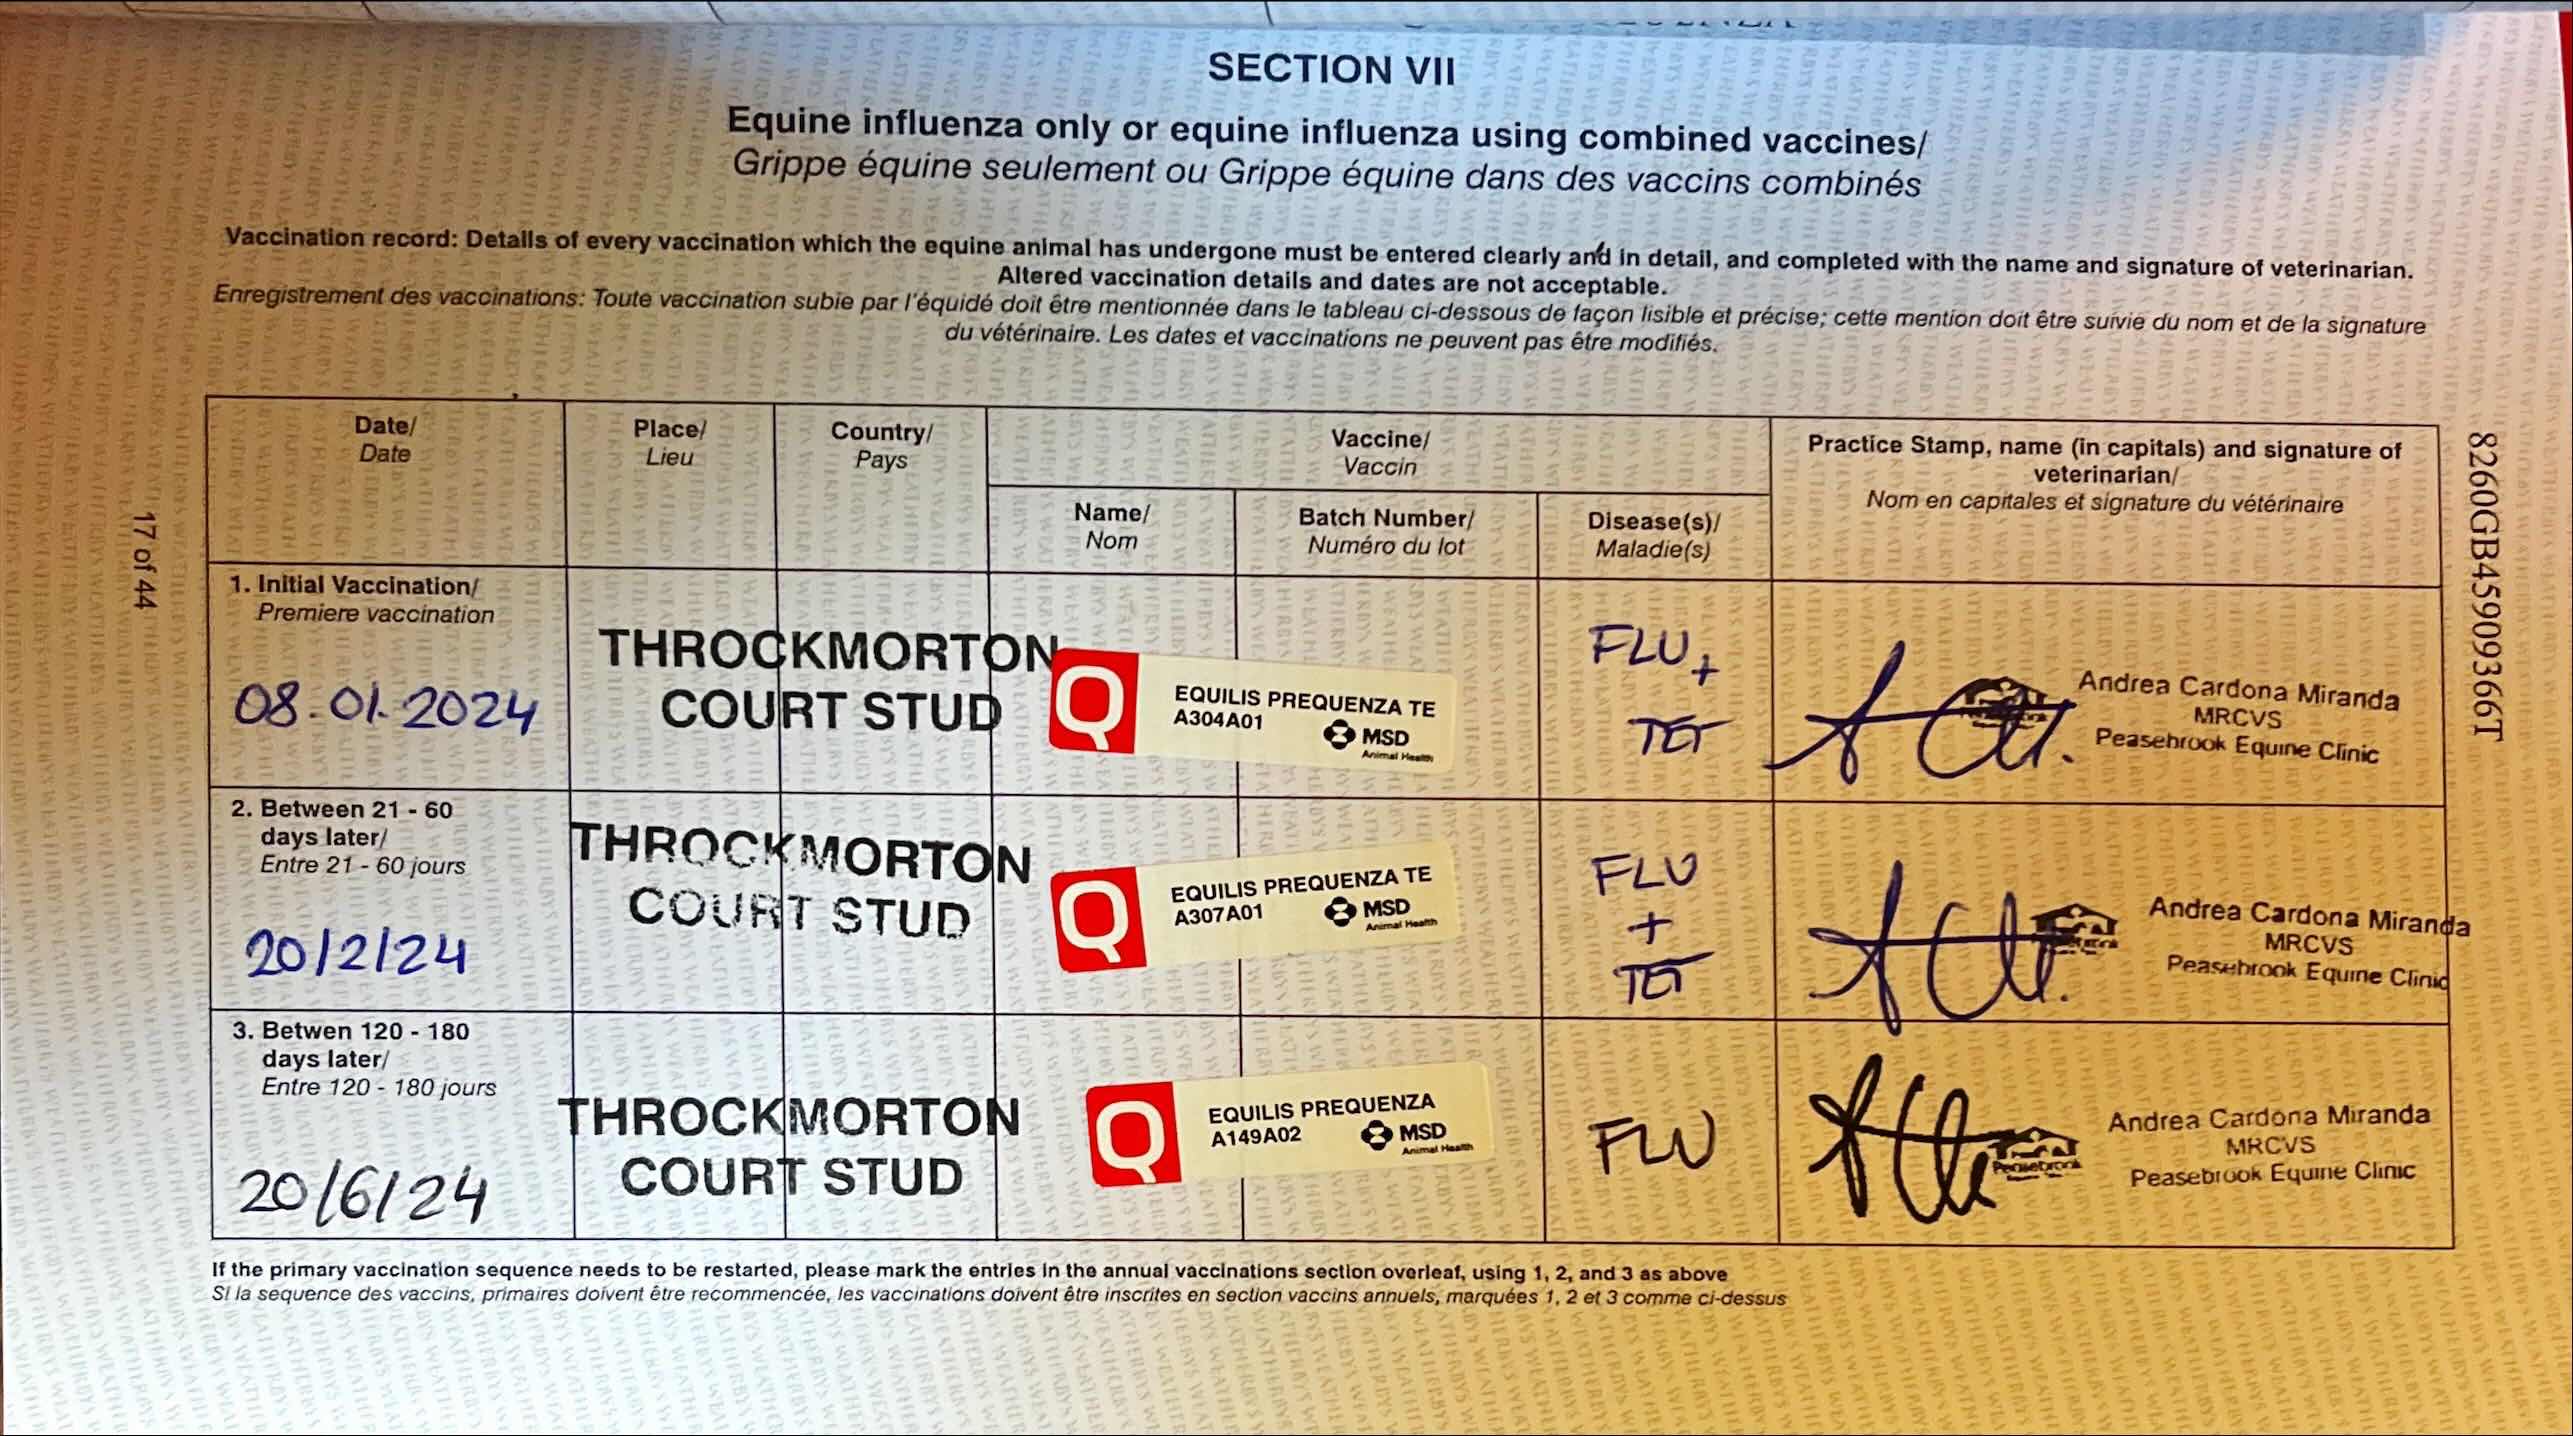 SECTION VII
Equine influenza only or equine influenza using combined vaccines/
Grippe équine seulement ou Grippe équine dans des vaccins combinés
Vaccination record: Details of every vaccination which the equine animal has undergone must be entered clearly and in detail, and completed with the name and signature of veterinarian.
Altered vaccination details and dates are not acceptable.
Enregistrement des vaccinations: Toute vaccination subie par l'équidé doit être mentionnée dans le tableau ci-dessous de façon lisible et précise; cette mention doit être suivie du nom et de la signature
du vétérinaire. Les dates et vaccinations ne peuvent pas être modifiés.
17 of 44
8260GB45909366T
Date/
Date
Place/
Lieu
Country/
Pays
Vaccine/
Vaccin
Name/
Nom
Batch Number/
Numéro du lot
Disease(s)/
Maladie(s)
Practice Stamp, name (in capitals) and signature of
veterinarian/
Nom en capitales et signature du vétérinaire
1. Initial Vaccination/
Premiere vaccination
08.01.2024
THROCKMORTON
COURT STUD
Q
EQUILIS PREQUENZA TE
A304A01
MSD
Animal Health
FLU +
TET
Andrea Cardona Miranda
MRCVS
Peasebrook Equine Clinic
2. Between 21 - 60
days later/
Entre 21 - 60 jours
20/2/24
THROCKMORTON
COURT STUD
Q
EQUILIS PREQUENZA TE
A307A01
MSD
Animal Health
FLU
+
TET
Andrea Cardona Miranda
MRCVS
Peasebrook Equine Clinic
3. Betwen 120 - 180
days later/
Entre 120 - 180 jours
20/6/24
THROCKMORTON
COURT STUD
Q
EQUILIS PREQUENZA
A149A02
MSD
Animal Health
FLU
Peasebrook
Andrea Cardona Miranda
MRCVS
Peasebrook Equine Clinic
If the primary vaccination sequence needs to be restarted, please mark the entries in the annual vaccinations section overleaf, using 1, 2, and 3 as above
Si la sequence des vaccins, primaires doivent être recommencée, les vaccinations doivent être inscrites en section vaccins annuels, marquées 1, 2 et 3 comme ci-dessus